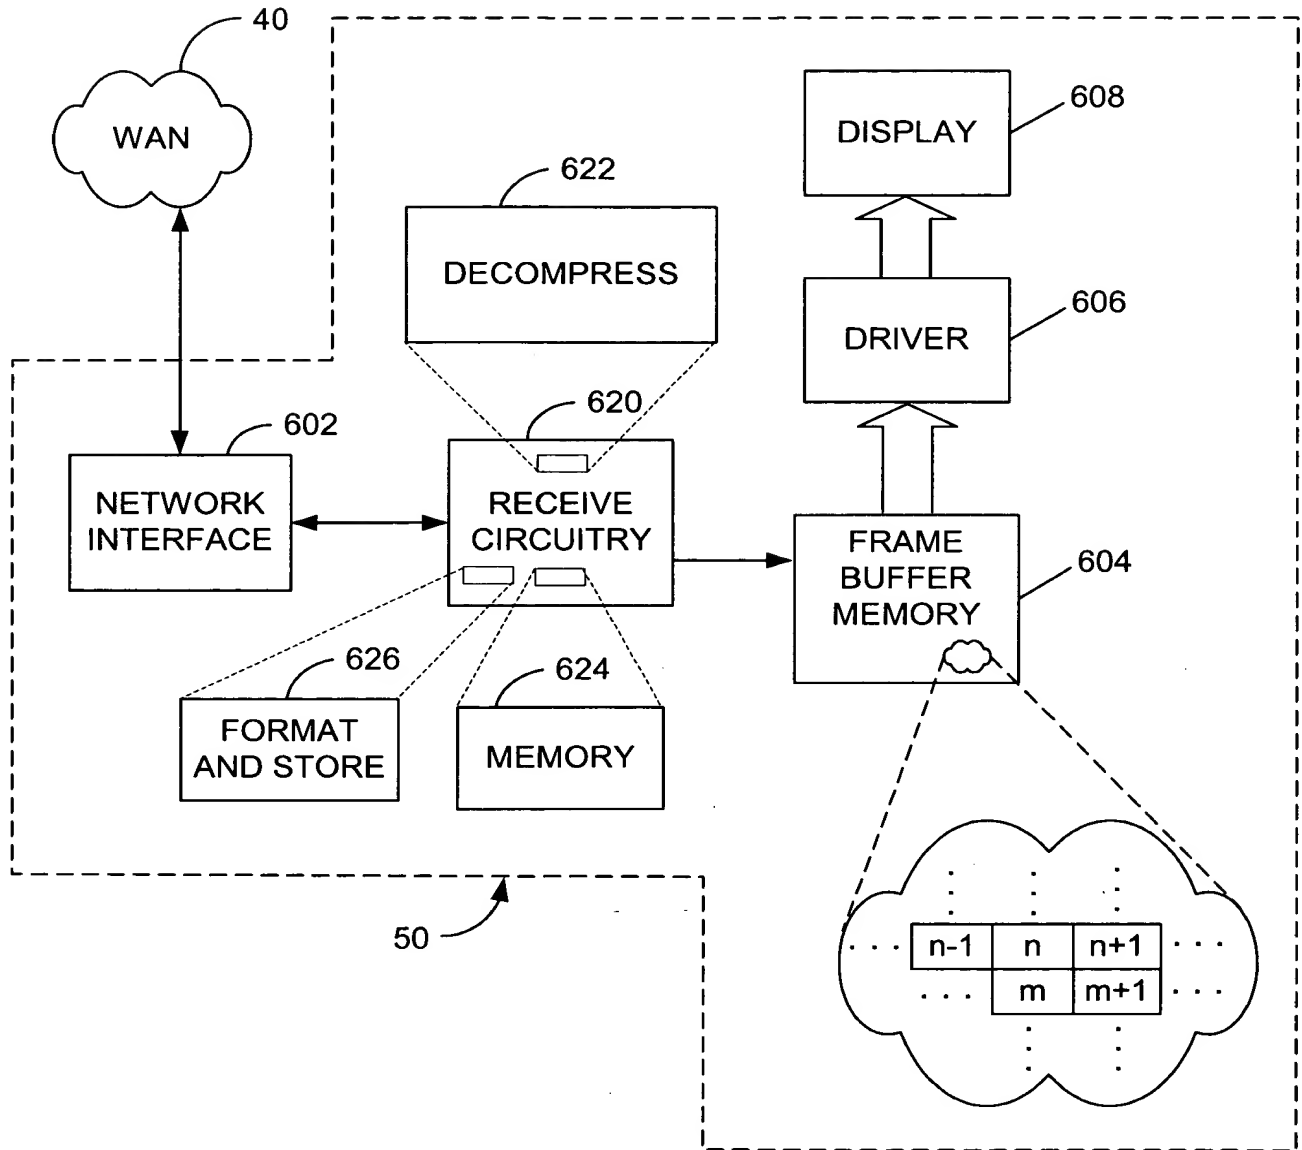 40
WAN
DISPLAY
608
622
DECOMPRESS
DRIVER
606
602
620
NETWORK
INTERFACE
RECEIVE
CIRCUITRY
FRAME
BUFFER
MEMORY
604
626
FORMAT
AND STORE
624
MEMORY
50
. . . n-1 n n+1 . . .
. . . m m+1 . . .